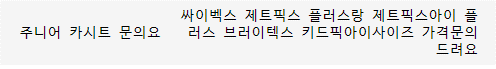 싸이벡스 제트픽스 플러스랑 제트픽스아이 플
주니어 카시트 문의요 러스 브러이텍스 키드픽아이사이즈 가격문의
드려요